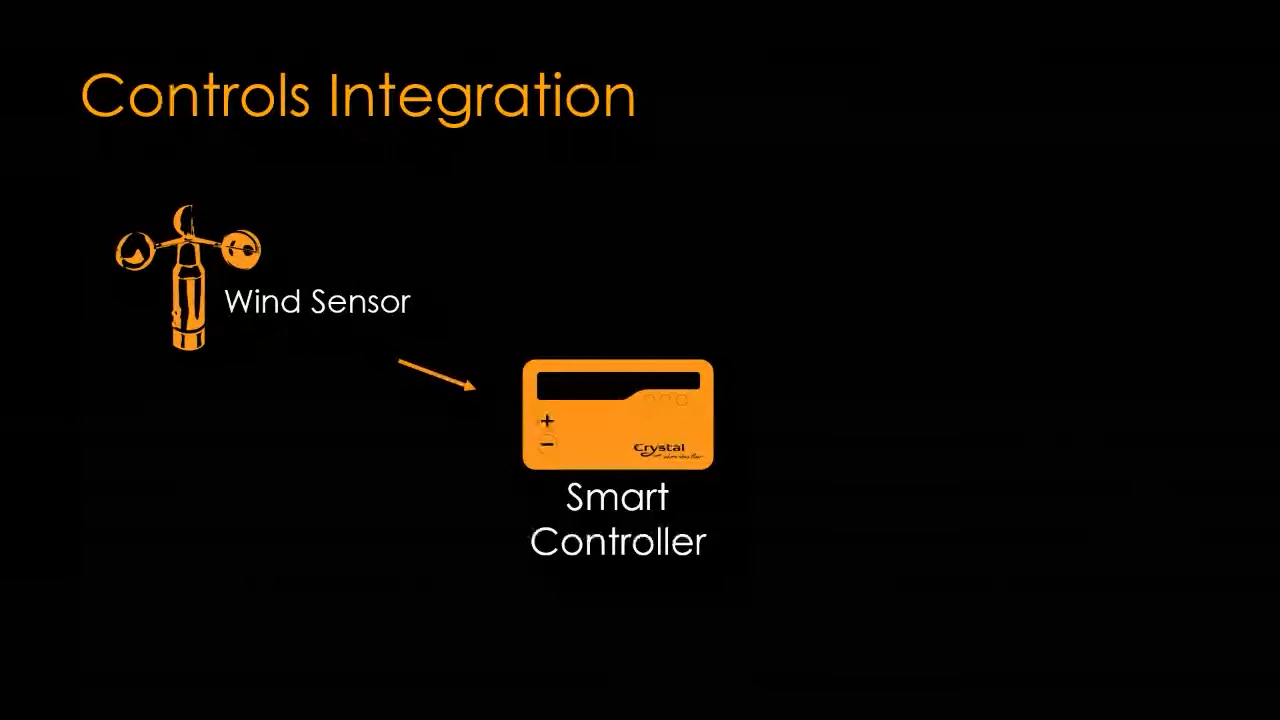 Controls Integration
Wind Sensor
+
-
Crystal
Smart
Controller